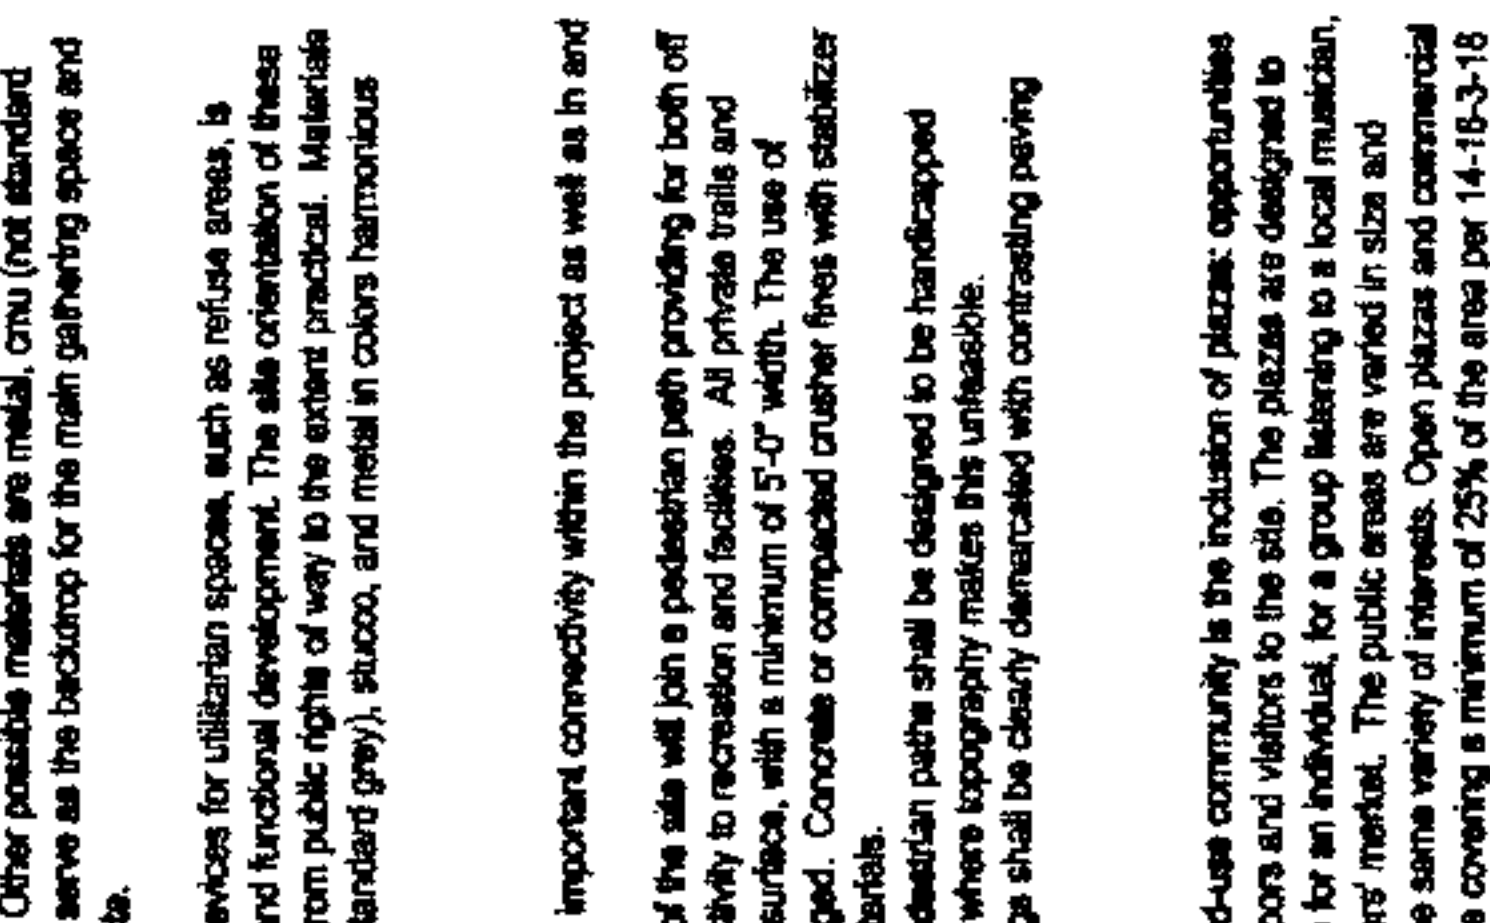 Other possible materials are metal, cmu (not standard
serve as the backdrop for the main gathering space and
te.
evices for utilitarian spaces, such as refuse areas, is
nd functional development. The site orientation of these
rom public rights of way to the extent practical. Materials
tandard grey), stucco, and metal in colors harmonious
important connectivity within the project as well as in and
of the site will join a pedestrian path providing for both off
tivity to recreation and facilities. All private trails and
surface, with a minimum of 5'-0" width. The use of
ged. Concrete or compacted crusher fines with stabilizer
terials.
destrian paths shall be designed to be handicapped
where topography makes this unfeasible.
ge shall be clearly demarcated with contrasting paving
d-use community is the inclusion of plazas: opportunities
bors and visitors to the site. The plazas are designed to
for an individual, for a group listening to a local musician,
rs' market. The public areas are varied in size and
e same variety of interests. Open plazas and commercial
e covering a minimum of 25% of the area per 14-16-3-18